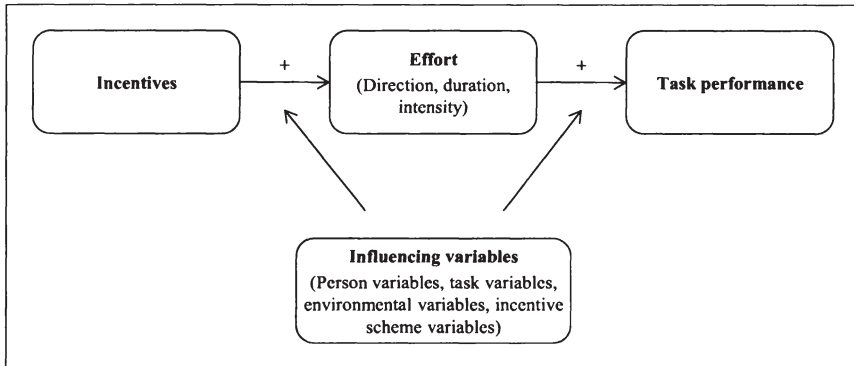 Incentives
+
Effort
(Direction, duration,
intensity)
+
Task performance
Influencing variables
(Person variables, task variables,
environmental variables, incentive
scheme variables)